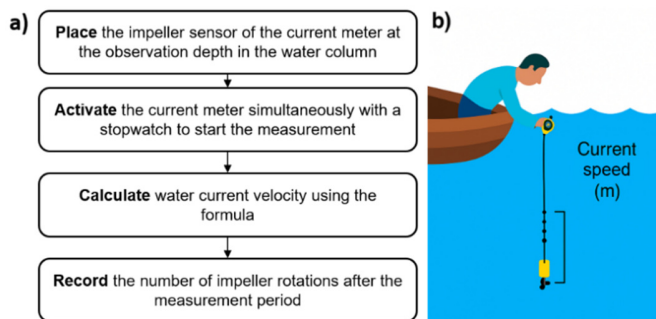 a)
Place the impeller sensor of the current meter at
the observation depth in the water column
Activate the current meter simultaneously with a
stopwatch to start the measurement
Calculate water current velocity using the
formula
Record the number of impeller rotations after the
measurement period
b)
Current
speed
(m)